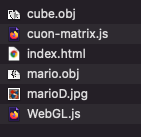 cube.obj
cuon-matrix.js
index.html
mario.obj
marioD.jpg
WebGL.js